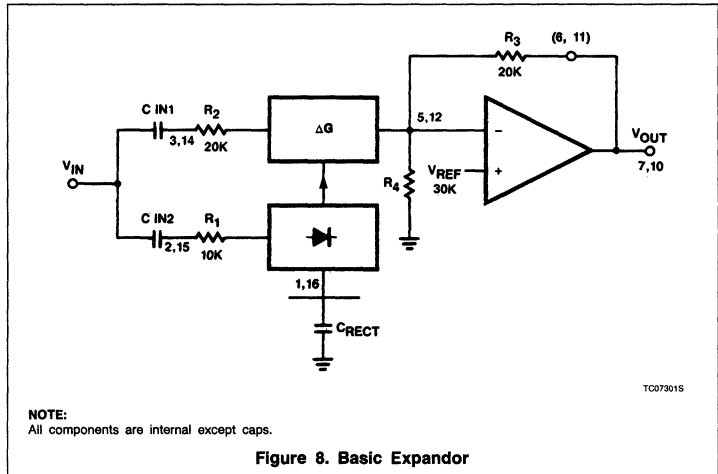 R3
(6, 11)
20K
C IN1
R2
3,14
20K
ΔG
5,12
−
VOUT
7,10
VIN
VREF
+
30K
R4
C IN2
R1
2,15
10K
1,16
CRECT
TC07301S
NOTE:
All components are internal except caps.
Figure 8. Basic Expandor